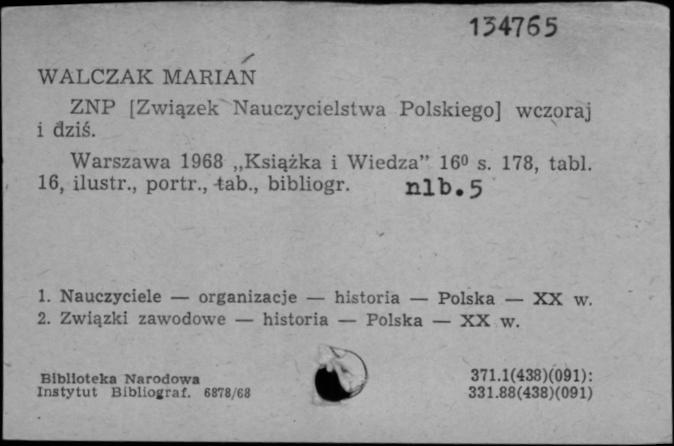 134765
WALCZAK MARIAN
ZNP [Związek Nauczycielstwa Polskiego] wczoraj
i dziś.
Warszawa 1968 „Książka i Wiedza” 16⁰ s. 178, tabl.
16, ilustr., portr., tab., bibliogr. nlb.5
1. Nauczyciele — organizacje — historia — Polska — XX w.
2. Związki zawodowe — historia — Polska — XX w.
Biblioteka Narodowa 371.1(438)(091):
Instytut Bibliograf. 6878/68 331.88(438)(091)